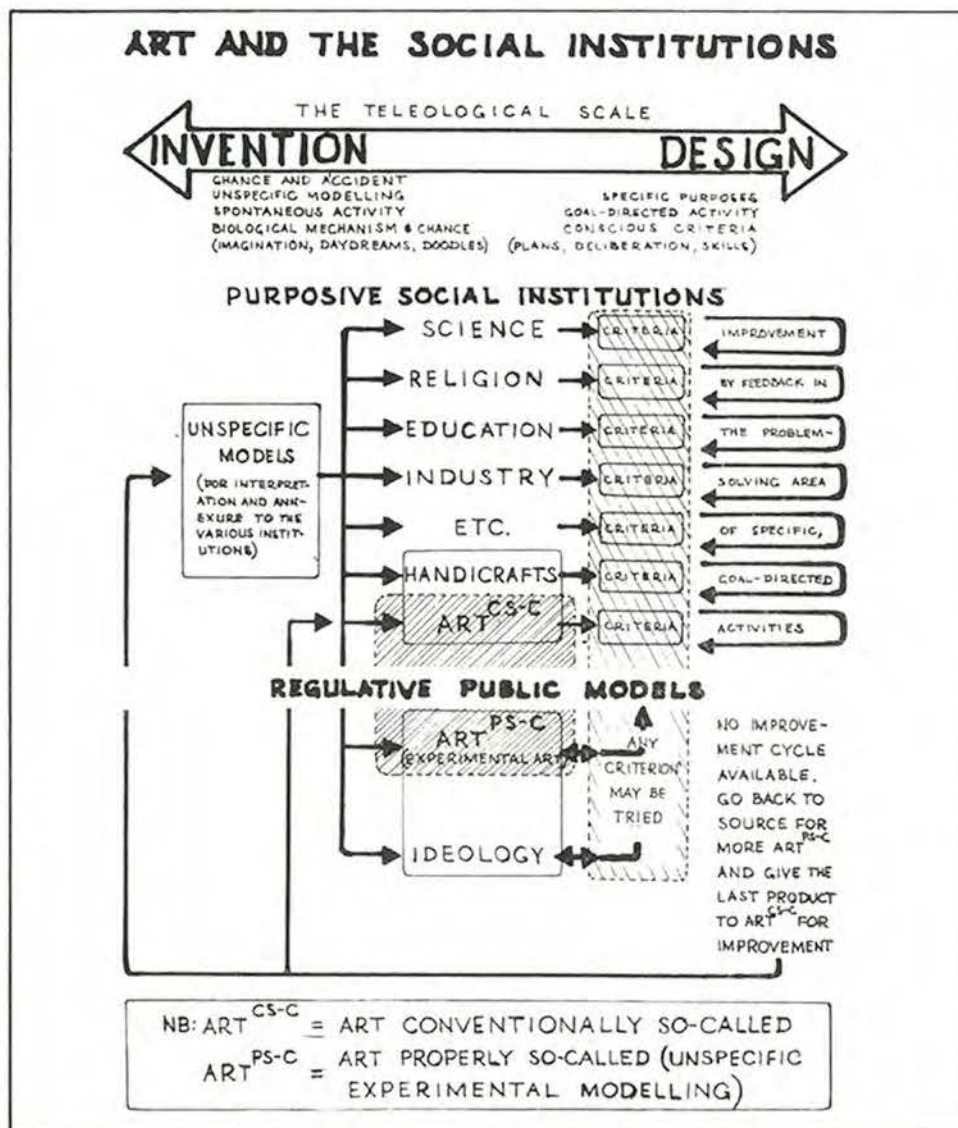 ART AND THE SOCIAL INSTITUTIONS
THE TELEOLOGICAL SCALE
INVENTION
DESIGN
CHANCE AND ACCIDENT
UNSPECIFIC MODELLING
SPONTANEOUS ACTIVITY
BIOLOGICAL MECHANISM & CHANCE
(IMAGINATION, DAYDREAMS, DOODLES)
SPECIFIC PURPOSES
GOAL-DIRECTED ACTIVITY
CONSCIOUS CRITERIA
(PLANS, DELIBERATION, SKILLS)
PURPOSIVE SOCIAL INSTITUTIONS
UNSPECIFIC
MODELS
(FOR INTERPRET-
ATION AND ANN-
EXURE TO THE
VARIOUS INSTIT-
UTIONS)
SCIENCE CRITERIA IMPROVEMENT
RELIGION CRITERIA BY FEEDBACK IN
EDUCATION CRITERIA THE PROBLEM-
INDUSTRY CRITERIA SOLVING AREA
ETC. CRITERIA OF SPECIFIC,
HANDICRAFTS CRITERIA GOAL-DIRECTED
ART CS-C CRITERIA ACTIVITIES
REGULATIVE PUBLIC MODELS
ART PS-C
(EXPERIMENTAL ART)
IDEOLOGY
ANY
CRITERION
MAY BE
TRIED
NO IMPROVE-
MENT CYCLE
AVAILABLE.
GO BACK TO
SOURCE FOR
MORE ART PS-C
AND GIVE THE
LAST PRODUCT
TO ART CS-C FOR
IMPROVEMENT
NB: ART CS-C = ART CONVENTIONALLY SO-CALLED
ART PS-C = ART PROPERLY SO-CALLED (UNSPECIFIC
EXPERIMENTAL MODELLING)